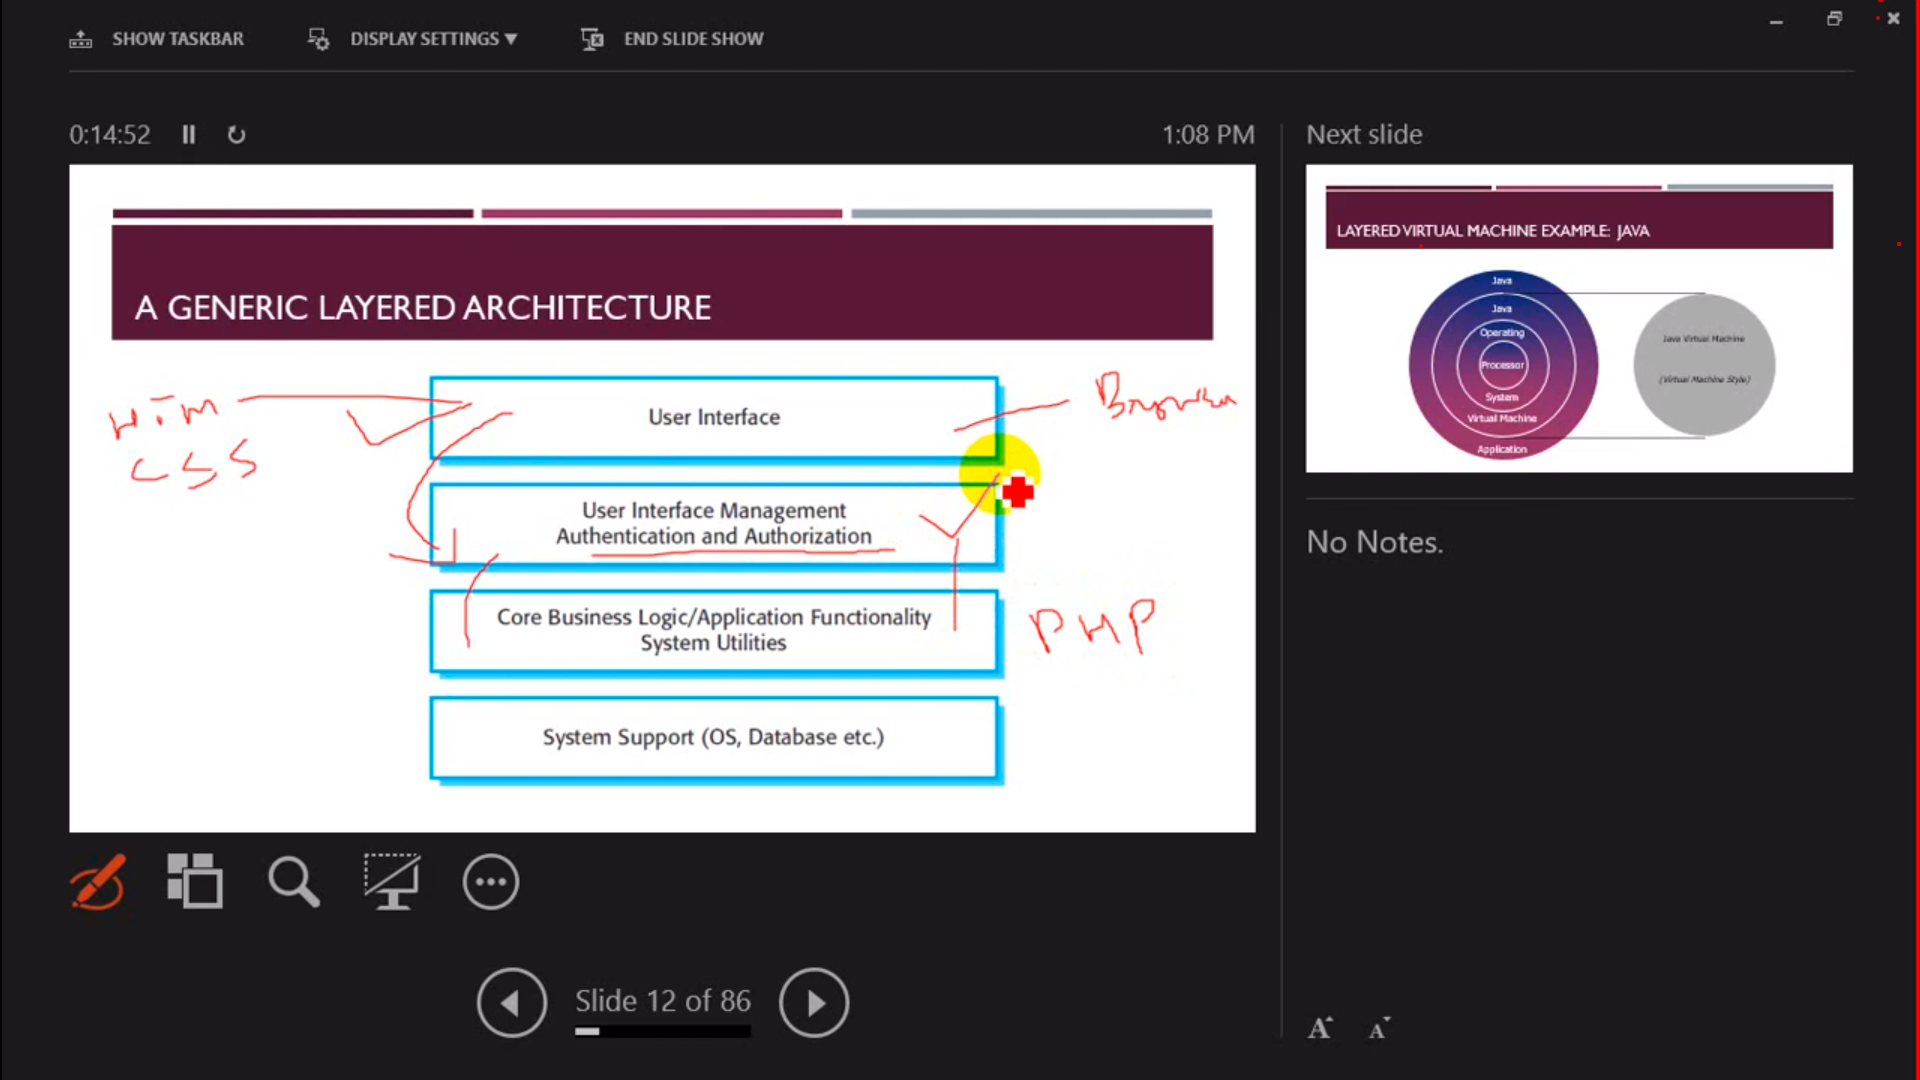 SHOW TASKBAR
DISPLAY SETTINGS ▼
END SLIDE SHOW
0:14:52
1:08 PM
Next slide
A GENERIC LAYERED ARCHITECTURE
User Interface
User Interface Management
Authentication and Authorization
Core Business Logic/Application Functionality
System Utilities
System Support (OS, Database etc.)
HTM
CSS
PHP
LAYERED VIRTUAL MACHINE EXAMPLE: JAVA
Java
Java
Operating
Processor
System
Virtual Machine
Application
Java Virtual Machine
(Virtual Machine Style)
No Notes.
Slide 12 of 86
A
A